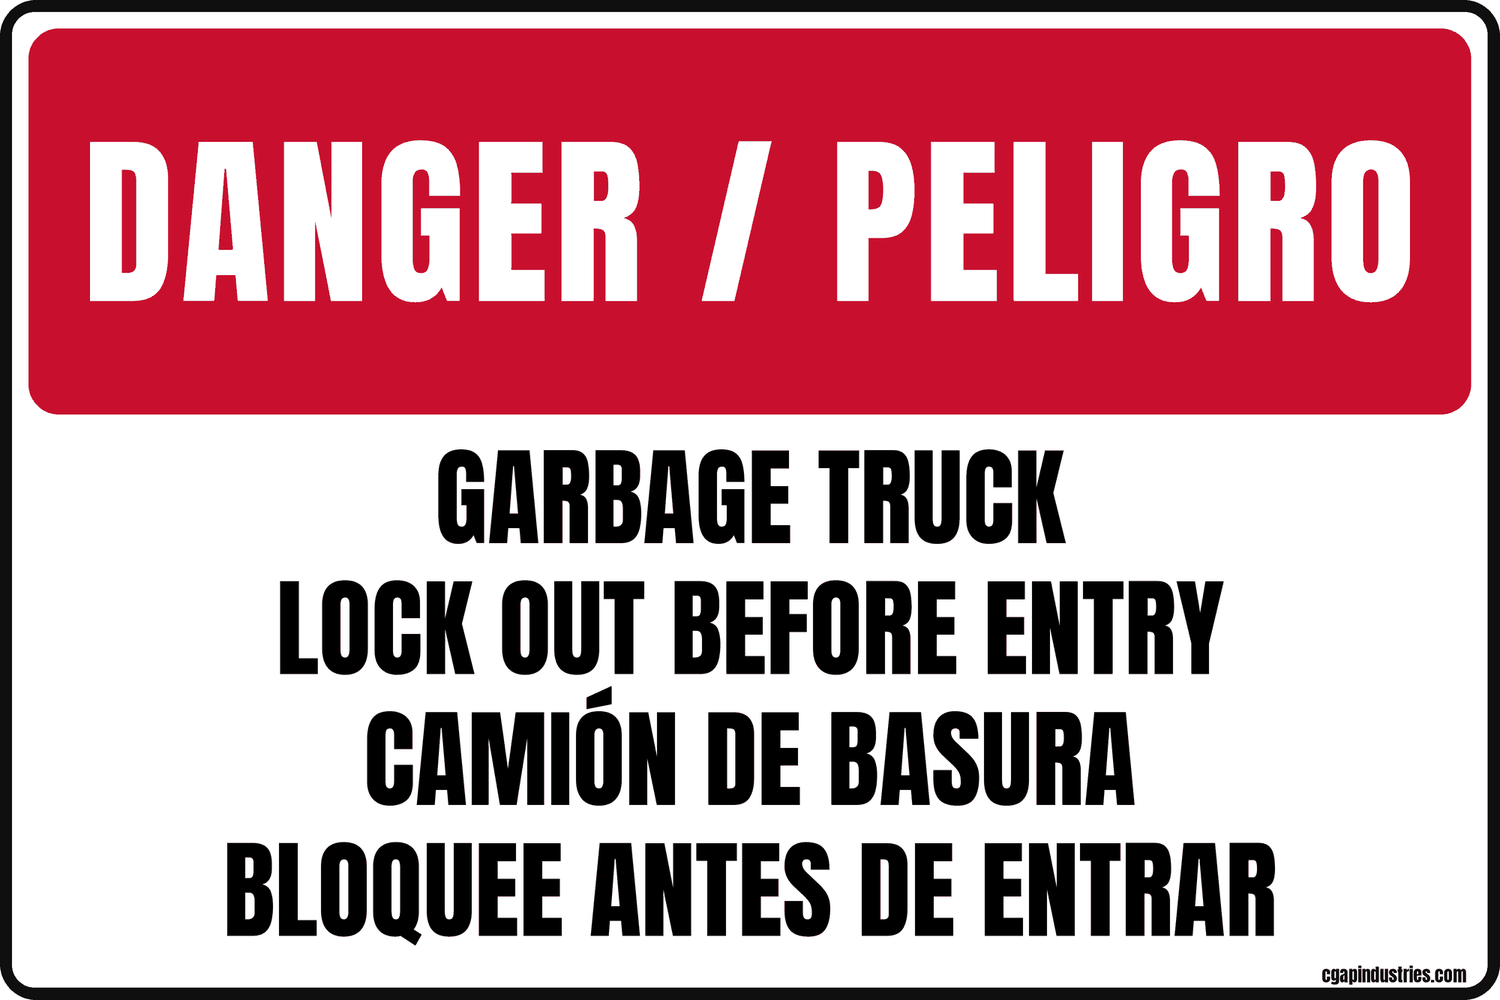 DANGER / PELIGRO
GARBAGE TRUCK
LOCK OUT BEFORE ENTRY
CAMIÓN DE BASURA
BLOQUEE ANTES DE ENTRAR
cgapindustries.com